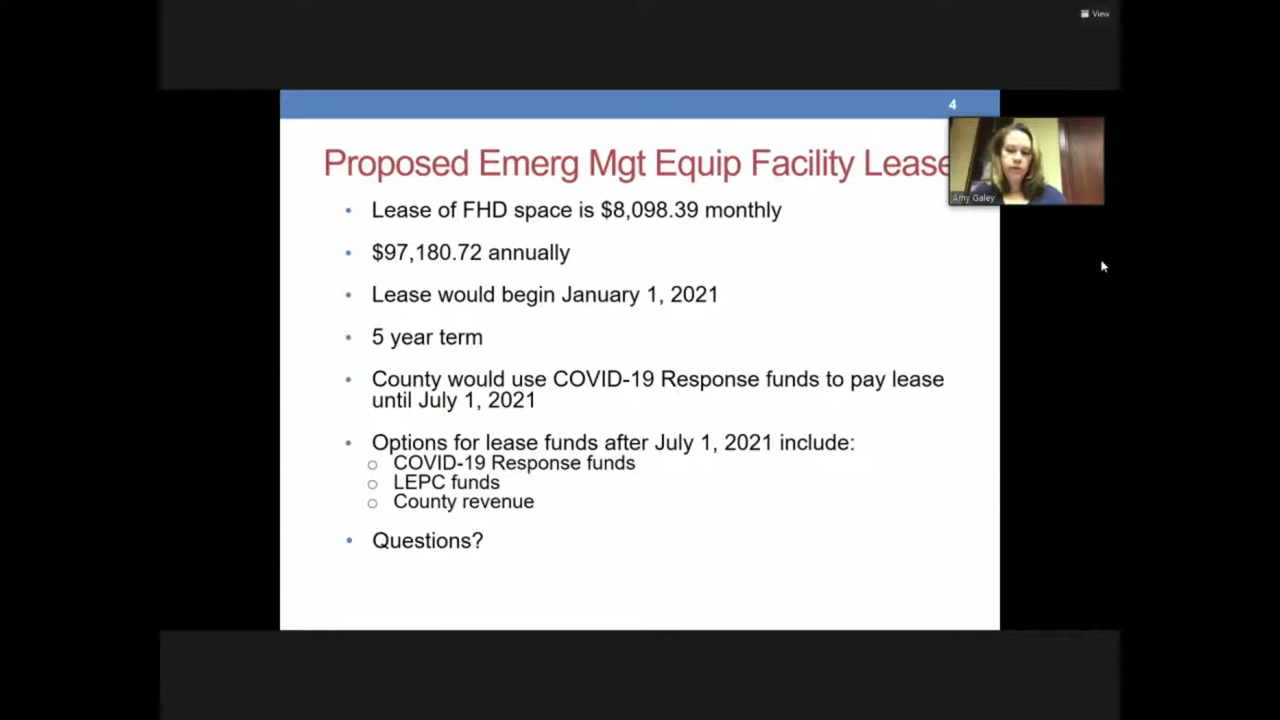 View
4
Proposed Emerg Mgt Equip Facility Lease
Amy Galey
• Lease of FHD space is $8,098.39 monthly
• $97,180.72 annually
• Lease would begin January 1, 2021
• 5 year term
• County would use COVID-19 Response funds to pay lease
until July 1, 2021
• Options for lease funds after July 1, 2021 include:
o COVID-19 Response funds
o LEPC funds
o County revenue
• Questions?